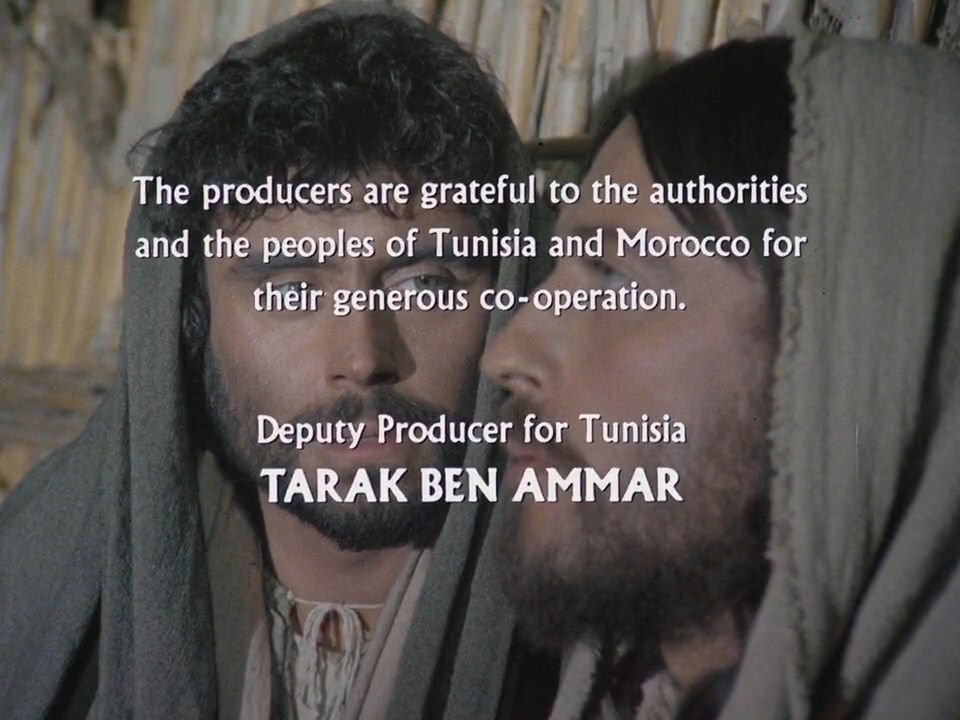 The producers are grateful to the authorities
and the peoples of Tunisia and Morocco for
their generous co-operation.
Deputy Producer for Tunisia
TARAK BEN AMMAR